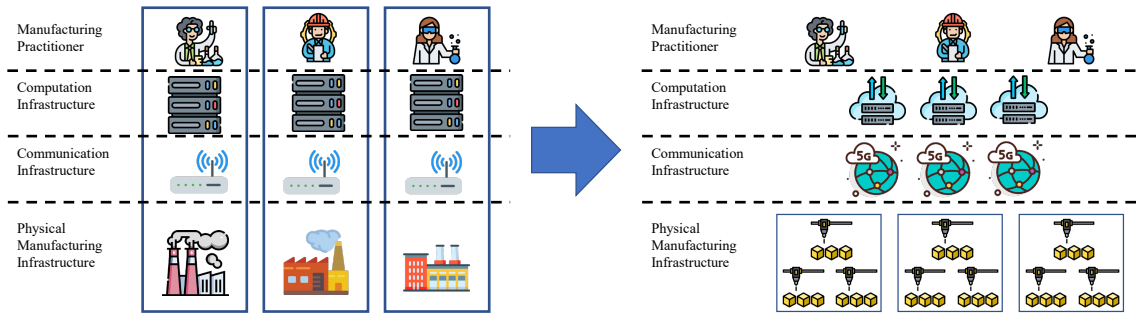 Manufacturing
Practitioner
Computation
Infrastructure
Communication
Infrastructure
Physical
Manufacturing
Infrastructure
Manufacturing
Practitioner
Computation
Infrastructure
Communication
Infrastructure
5G
5G
5G
Physical
Manufacturing
Infrastructure